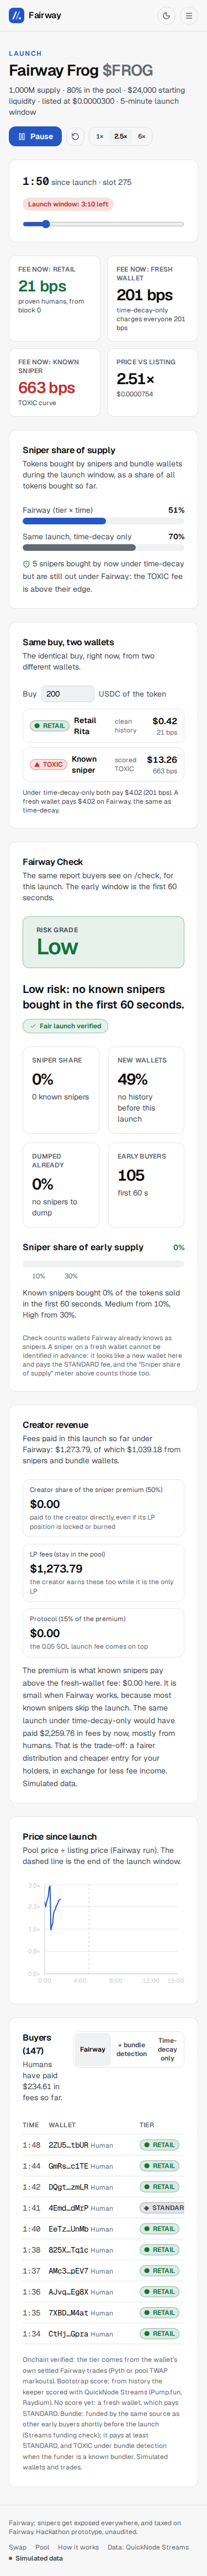 Fairway
LAUNCH
Fairway Frog $FROG
1,000M supply · 80% in the pool · $24,000 starting
liquidity · listed at $0.0000300 · 5-minute launch
window
Pause
1×
2.5×
6×
1:50 since launch · slot 275
Launch window: 3:10 left
FEE NOW: RETAIL
21 bps
proven humans, from
block 0
FEE NOW: FRESH
WALLET
201 bps
time-decay-only
charges everyone 201
bps
FEE NOW: KNOWN
SNIPER
663 bps
TOXIC curve
PRICE VS LISTING
2.51×
$0.0000754
Sniper share of supply
Tokens bought by snipers and bundle wallets
during the launch window, as a share of all
tokens bought so far.
Fairway (tier × time) 51%
Same launch, time-decay only 70%
5 snipers bought by now under time-decay
but are still out under Fairway: the TOXIC fee
is above their edge.
Same buy, two wallets
The identical buy, right now, from two
different wallets.
Buy 200 USDC of the token
RETAIL Retail Rita clean history $0.42 21 bps
TOXIC Known sniper scored TOXIC $13.26 663 bps
Under time-decay-only both pay $4.02 (201 bps). A
fresh wallet pays $4.02 on Fairway, the same as
time-decay.
Fairway Check
The same report buyers see on /check, for
this launch. The early window is the first 60
seconds.
RISK GRADE
Low
Low risk: no known snipers
bought in the first 60 seconds.
Fair launch verified
SNIPER SHARE
0%
0 known snipers
NEW WALLETS
49%
no history
before this
launch
DUMPED
ALREADY
0%
no snipers to
dump
EARLY BUYERS
105
first 60 s
Sniper share of early supply 0%
10% 30%
Known snipers bought 0% of the tokens sold
in the first 60 seconds. Medium from 10%,
High from 30%.
Check counts wallets Fairway already knows as
snipers. A sniper on a fresh wallet cannot be
identified in advance: it looks like a new wallet here
and pays the STANDARD fee, and the "Sniper share
of supply" meter above counts those too.
Creator revenue
Fees paid in this launch so far under
Fairway: $1,273.79, of which $1,039.18 from
snipers and bundle wallets.
Creator share of the sniper premium (50%)
$0.00
paid to the creator directly, even if its LP
position is locked or burned
LP fees (stay in the pool)
$1,273.79
the creator earns these too while it is the only
LP
Protocol (15% of the premium)
$0.00
the 0.05 SOL launch fee comes on top
The premium is what known snipers pay
above the fresh-wallet fee: $0.00 here. It is
small when Fairway works, because most
known snipers skip the launch. The same
launch under time-decay-only would have
paid $2,259.76 in fees by now, mostly from
humans. That is the trade-off: a fairer
distribution and cheaper entry for your
holders, in exchange for less fee income.
Simulated data.
Price since launch
Pool price ÷ listing price (Fairway run). The
dashed line is the end of the launch window.
3.0×
2.3×
1.5×
0.8×
0.0×
0:00 4:00 8:00 12:00 15:00
Buyers
(147)
Humans
have paid
$234.61 in
fees so far.
Fairway
+ bundle
detection
Time-
decay
only
TIME WALLET TIER
1:48 2ZU5…tbUR Human RETAIL
1:44 GmRs…c1TE Human RETAIL
1:42 DQgt…zmLR Human RETAIL
1:41 4Emd…dMrP Human STANDAR
1:40 EeTz…UnMb Human RETAIL
1:38 825X…Tq1c Human RETAIL
1:37 AMc3…pEV7 Human RETAIL
1:36 AJvq…Eg8X Human RETAIL
1:35 7XBD…M4at Human RETAIL
1:34 CtHj…Gpra Human RETAIL
Onchain verified: the tier comes from the wallet's
own settled Fairway trades (Pyth or pool TWAP
markouts). Bootstrap score: from history the
keeper scored with QuickNode Streams (Pump.fun,
Raydium). No score yet: a fresh wallet, which pays
STANDARD. Bundle: funded by the same source as
other early buyers shortly before the launch
(Streams funding check); it pays at least
STANDARD, and TOXIC under bundle detection
when the funder is a known bundler. Simulated
wallets and trades.
Fairway: snipers get exposed everywhere, and taxed on
Fairway. Hackathon prototype, unaudited.
Swap Pool How it works Data: QuickNode Streams
Simulated data